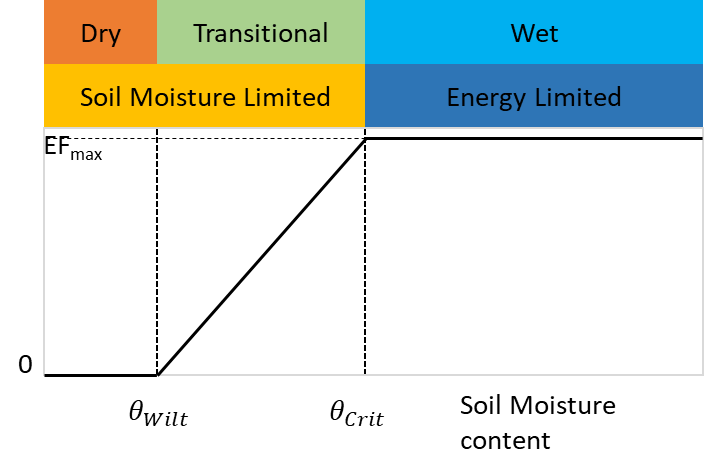 Dry Transitional Wet
Soil Moisture Limited Energy Limited
EFmax
0
θWilt θCrit Soil Moisture
content